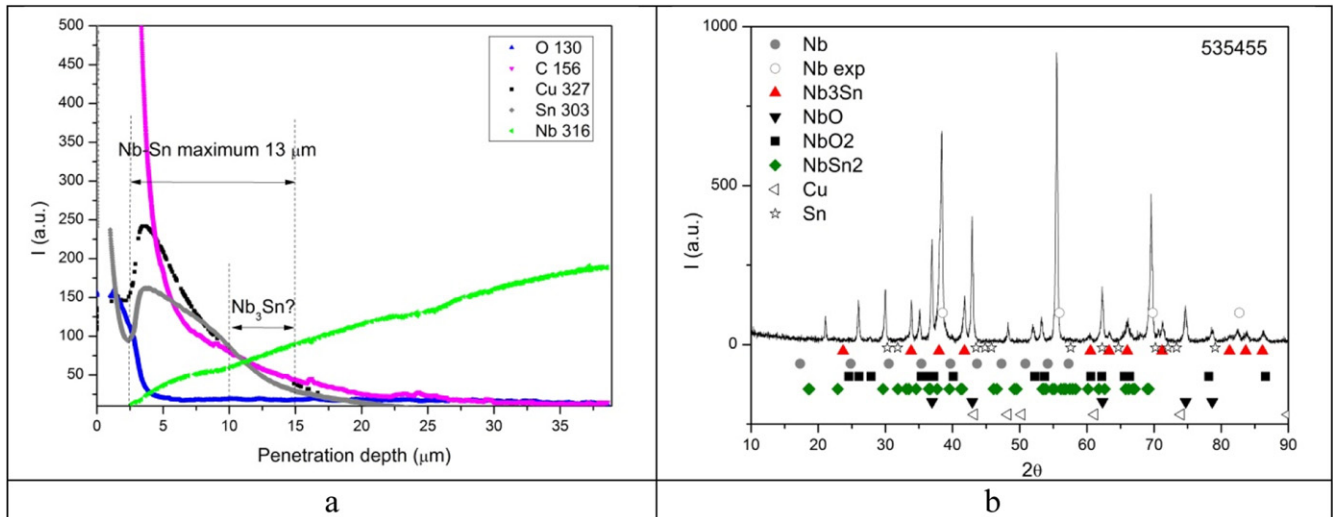 500
450
400
350
300
250
200
150
100
50
I (a.u.)
O 130
C 156
Cu 327
Sn 303
Nb 316
Nb-Sn maximum 13 μm
Nb3Sn?
0 5 10 15 20 25 30 35
Penetration depth (μm)
a
1000
500
0
I (a.u.)
535455
Nb
Nb exp
Nb3Sn
NbO
NbO2
NbSn2
Cu
Sn
10 20 30 40 50 60 70 80 90
2θ
b